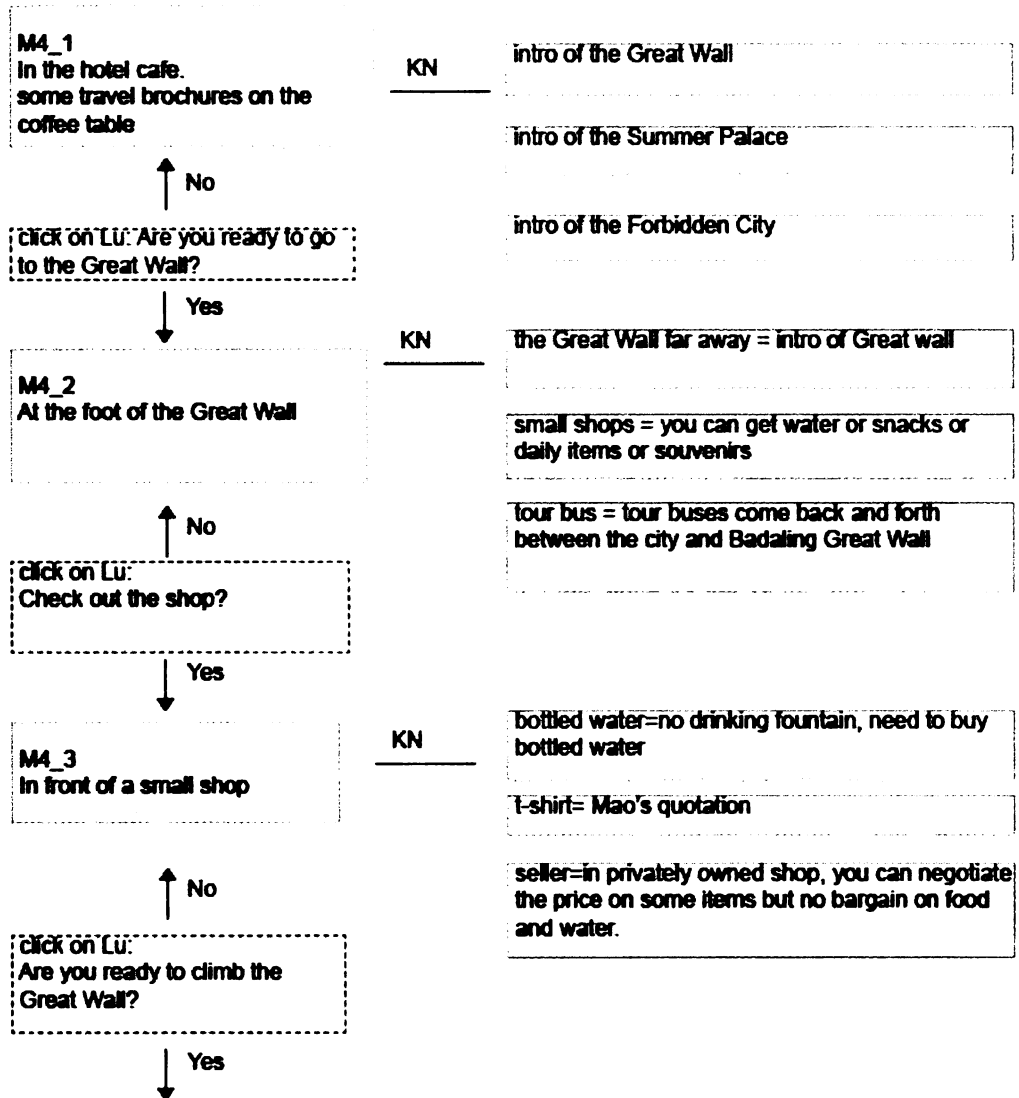 M4_1
In the hotel cafe.
some travel brochures on the
coffee table
KN
intro of the Great Wall
intro of the Summer Palace
intro of the Forbidden City
No
click on Lu: Are you ready to go
to the Great Wall?
Yes
M4_2
At the foot of the Great Wall
KN
the Great Wall far away = intro of Great wall
small shops = you can get water or snacks or
daily items or souvenirs
tour bus = tour buses come back and forth
between the city and Badaling Great Wall
No
click on Lu:
Check out the shop?
Yes
M4_3
In front of a small shop
KN
bottled water=no drinking fountain, need to buy
bottled water
t-shirt= Mao's quotation
seller=in privately owned shop, you can negotiate
the price on some items but no bargain on food
and water.
No
click on Lu:
Are you ready to climb the
Great Wall?
Yes